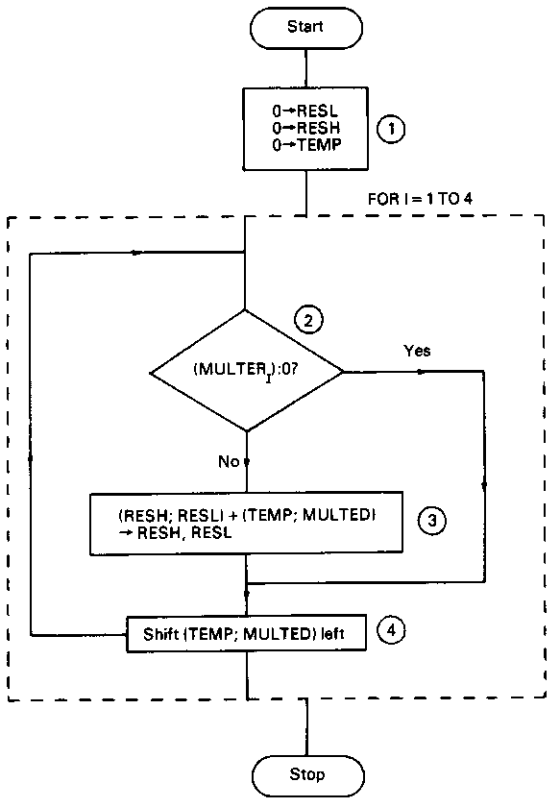 Start
0→RESL
0→RESH
0→TEMP
1
FOR I = 1 TO 4
2
(MULTER_I):0?
Yes
No
(RESH; RESL) + (TEMP; MULTED)
→ RESH, RESL
3
Shift (TEMP; MULTED) left
4
Stop